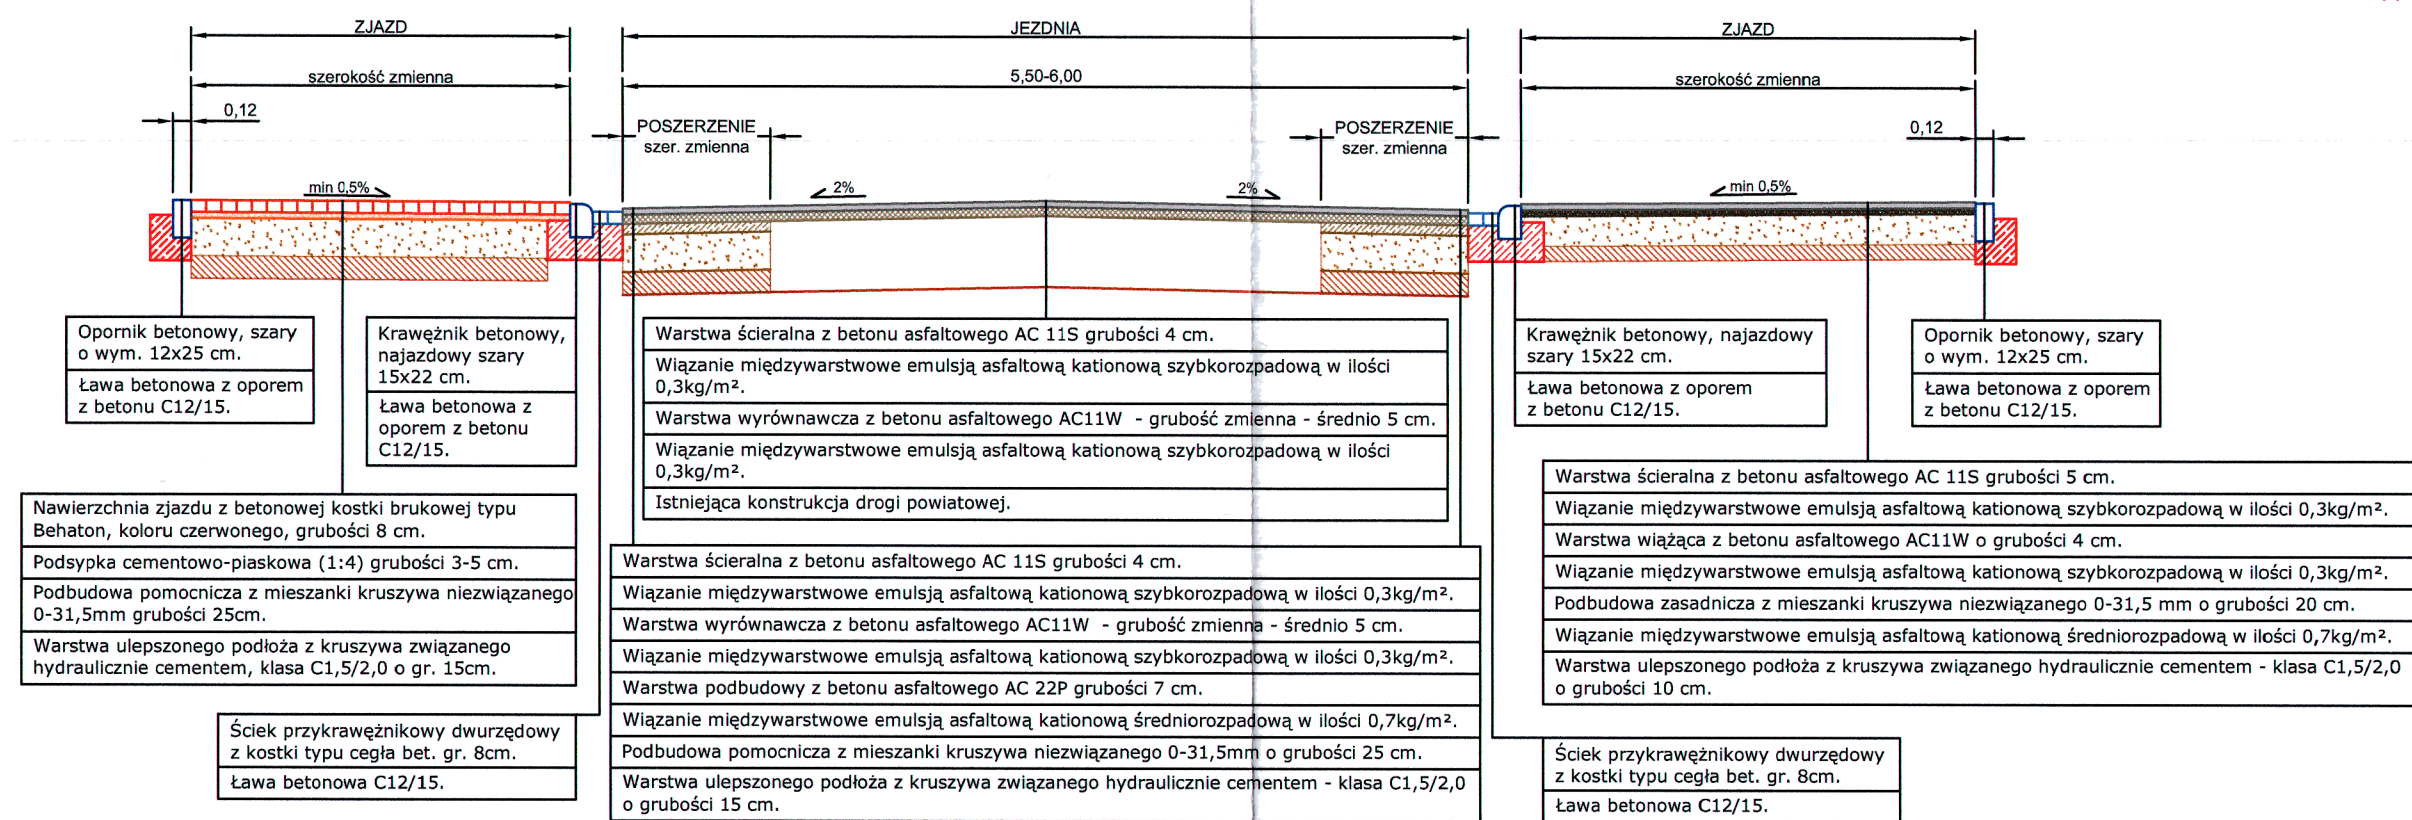 ZJAZD
JEZDNIA
ZJAZD
szerokość zmienna
5,50-6,00
szerokość zmienna
0,12
POSZERZENIE
szer. zmienna
POSZERZENIE
szer. zmienna
0,12
min 0,5%
2%
2%
min 0,5%
Opornik betonowy, szary
o wym. 12x25 cm.
Ława betonowa z oporem
z betonu C12/15.
Krawężnik betonowy,
najazdowy szary
15x22 cm.
Ława betonowa z
oporem z betonu
C12/15.
Warstwa ścieralna z betonu asfaltowego AC 11S grubości 4 cm.
Wiązanie międzywarstwowe emulsją asfaltową kationową szybkorozpadową w ilości
0,3kg/m².
Warstwa wyrównawcza z betonu asfaltowego AC11W - grubość zmienna - średnio 5 cm.
Wiązanie międzywarstwowe emulsją asfaltową kationową szybkorozpadową w ilości
0,3kg/m².
Istniejąca konstrukcja drogi powiatowej.
Krawężnik betonowy, najazdowy
szary 15x22 cm.
Ława betonowa z oporem
z betonu C12/15.
Opornik betonowy, szary
o wym. 12x25 cm.
Ława betonowa z oporem
z betonu C12/15.
Nawierzchnia zjazdu z betonowej kostki brukowej typu
Behaton, koloru czerwonego, grubości 8 cm.
Podsypka cementowo-piaskowa (1:4) grubości 3-5 cm.
Podbudowa pomocnicza z mieszanki kruszywa niezwiązanego
0-31,5mm grubości 25cm.
Warstwa ulepszonego podłoża z kruszywa związanego
hydraulicznie cementem, klasa C1,5/2,0 o gr. 15cm.
Ściek przykrawężnikowy dwurzędowy
z kostki typu cegła bet. gr. 8cm.
Ława betonowa C12/15.
Warstwa ścieralna z betonu asfaltowego AC 11S grubości 4 cm.
Wiązanie międzywarstwowe emulsją asfaltową kationową szybkorozpadową w ilości 0,3kg/m².
Warstwa wyrównawcza z betonu asfaltowego AC11W - grubość zmienna - średnio 5 cm.
Wiązanie międzywarstwowe emulsją asfaltową kationową szybkorozpadową w ilości 0,3kg/m².
Warstwa podbudowy z betonu asfaltowego AC 22P grubości 7 cm.
Wiązanie międzywarstwowe emulsją asfaltową kationową średniorozpadową w ilości 0,7kg/m².
Podbudowa pomocnicza z mieszanki kruszywa niezwiązanego 0-31,5mm o grubości 25 cm.
Warstwa ulepszonego podłoża z kruszywa związanego hydraulicznie cementem - klasa C1,5/2,0
o grubości 15 cm.
Warstwa ścieralna z betonu asfaltowego AC 11S grubości 5 cm.
Wiązanie międzywarstwowe emulsją asfaltową kationową szybkorozpadową w ilości 0,3kg/m².
Warstwa wiążąca z betonu asfaltowego AC11W o grubości 4 cm.
Wiązanie międzywarstwowe emulsją asfaltową kationową szybkorozpadową w ilości 0,3kg/m².
Podbudowa zasadnicza z mieszanki kruszywa niezwiązanego 0-31,5 mm o grubości 20 cm.
Wiązanie międzywarstwowe emulsją asfaltową kationową średniorozpadową w ilości 0,7kg/m².
Warstwa ulepszonego podłoża z kruszywa związanego hydraulicznie cementem - klasa C1,5/2,0
o grubości 10 cm.
Ściek przykrawężnikowy dwurzędowy
z kostki typu cegła bet. gr. 8cm.
Ława betonowa C12/15.